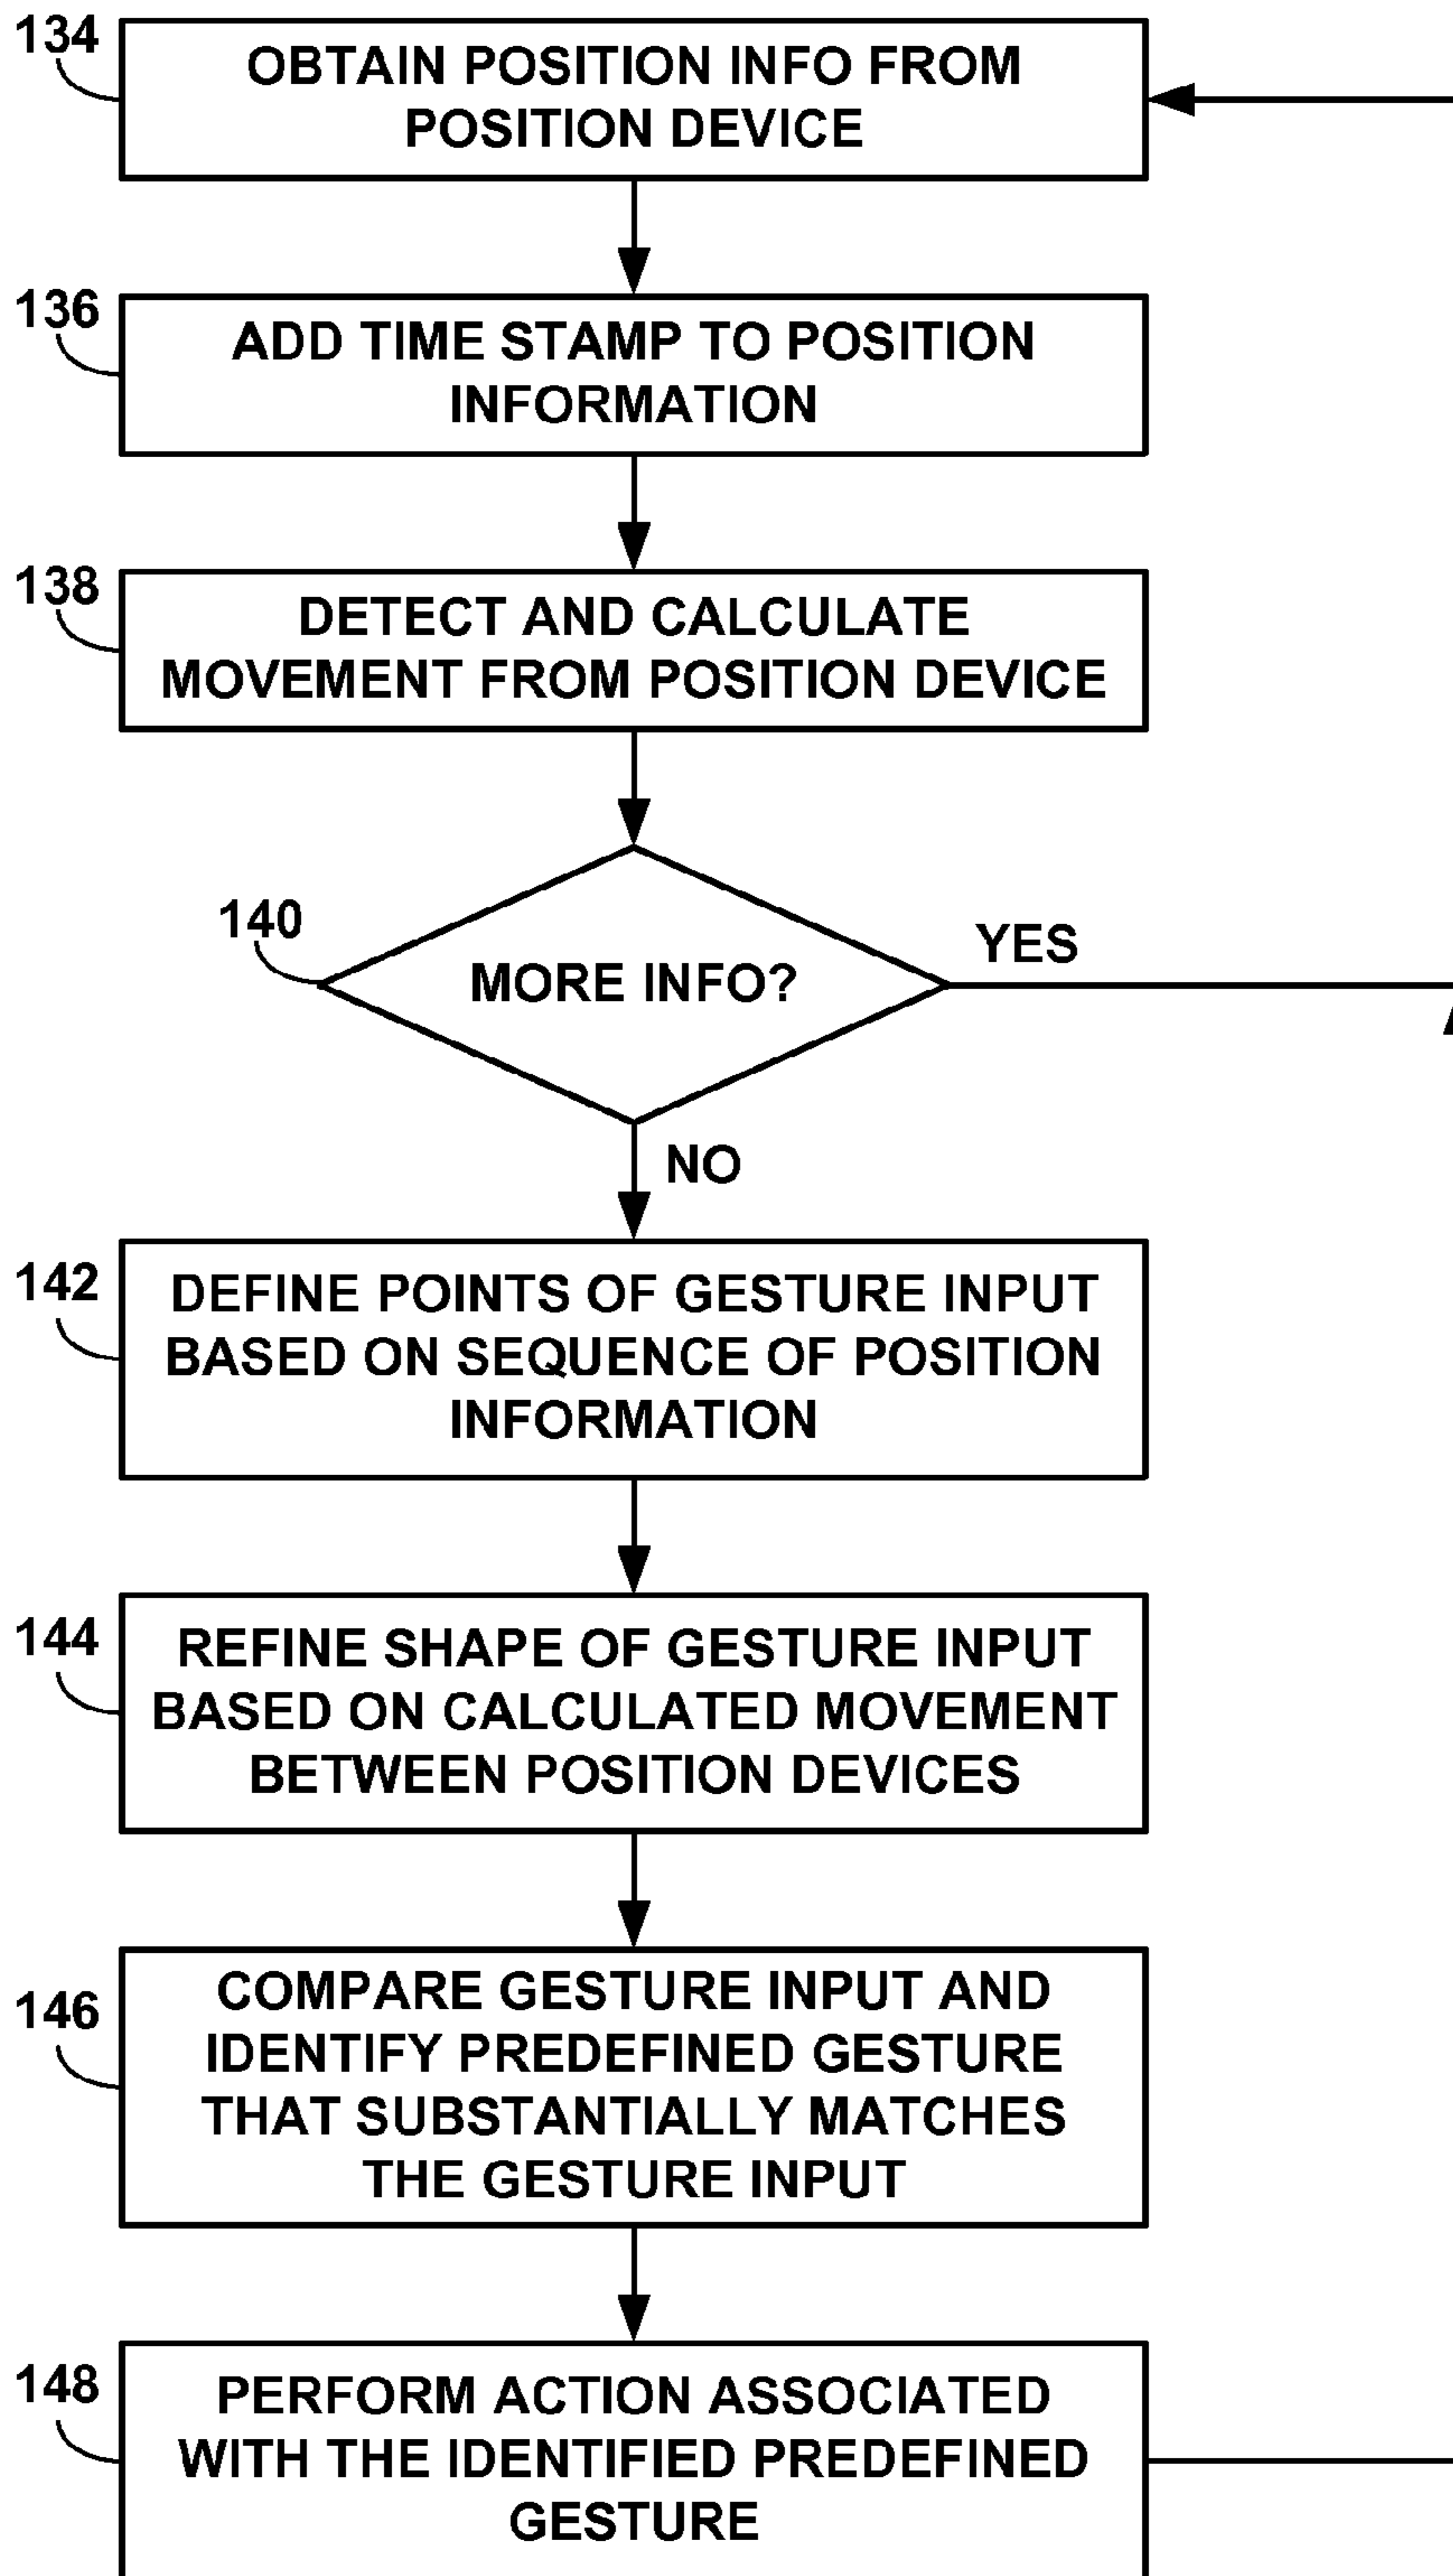 134
OBTAIN POSITION INFO FROM
POSITION DEVICE
136
ADD TIME STAMP TO POSITION
INFORMATION
138
DETECT AND CALCULATE
MOVEMENT FROM POSITION DEVICE
140
MORE INFO?
YES
NO
142
DEFINE POINTS OF GESTURE INPUT
BASED ON SEQUENCE OF POSITION
INFORMATION
144
REFINE SHAPE OF GESTURE INPUT
BASED ON CALCULATED MOVEMENT
BETWEEN POSITION DEVICES
146
COMPARE GESTURE INPUT AND
IDENTIFY PREDEFINED GESTURE
THAT SUBSTANTIALLY MATCHES
THE GESTURE INPUT
148
PERFORM ACTION ASSOCIATED
WITH THE IDENTIFIED PREDEFINED
GESTURE